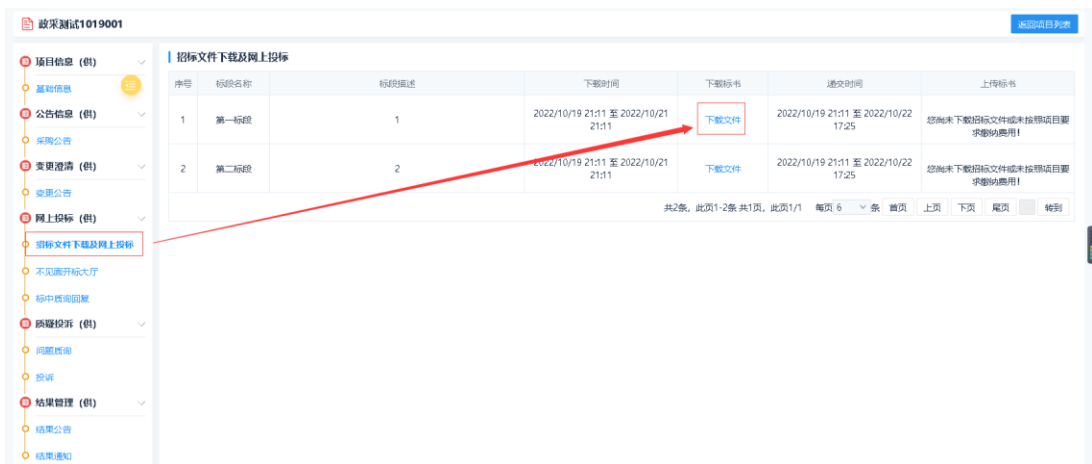 政采测试1019001
返回项目列表
项目信息（供）
基础信息
公告信息（供）
采购公告
变更澄清（供）
变更公告
网上投标（供）
招标文件下载及网上投标
不见面开标大厅
标中质询回复
质疑投诉（供）
问题质询
投诉
结果管理（供）
结果公告
结果通知
招标文件下载及网上投标
序号 标段名称 标段描述 下载时间 下载标书 递交时间 上传标书
1 第一标段 1 2022/10/19 21:11 至 2022/10/21 21:11 下载文件 2022/10/19 21:11 至 2022/10/22 17:25 您尚未下载招标文件或未按照项目要求缴纳费用！
2 第二标段 2 2022/10/19 21:11 至 2022/10/21 21:11 下载文件 2022/10/19 21:11 至 2022/10/22 17:25 您尚未下载招标文件或未按照项目要求缴纳费用！
共2条，此页1-2条 共1页，此页1/1 每页 6 条 首页 上页 下页 尾页 转到